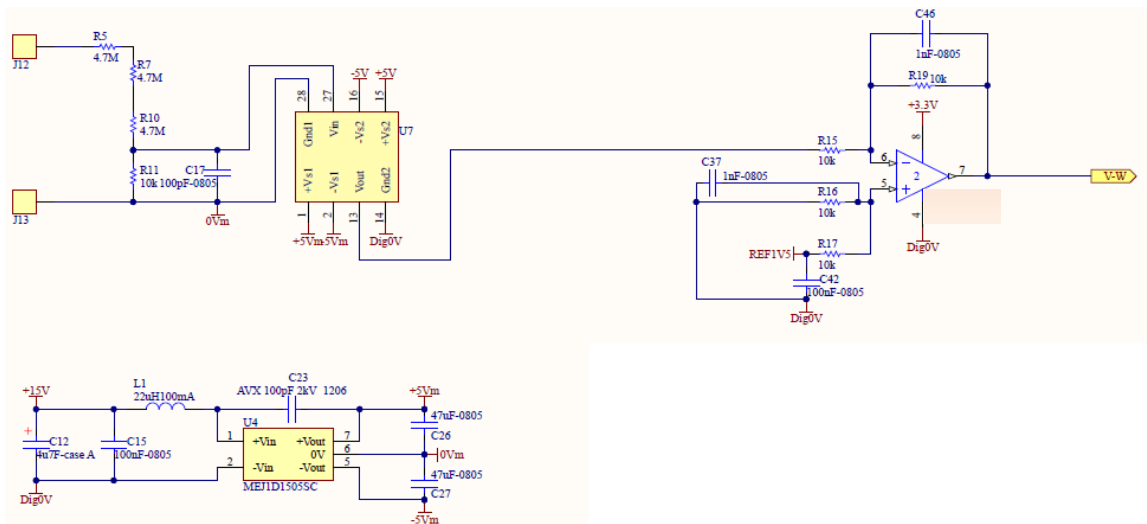 C46
1nF-0805
R5
4.7M
J12
R7
4.7M
R19
10k
-5V
+5V
+3.3V
28
27
16
15
8
R10
4.7M
Gnd1
Vin
-Vs2
+Vs2
U7
R15
10k
6
7
2
5
V-W
C37
1nF-0805
R11
10k
C17
100pF-0805
+Vs1
-Vs1
Vout
Gnd2
R16
10k
J13
0Vm
1
2
13
14
4
+5Vm
-5Vm
Dig0V
R17
10k
REF1V5
Dig0V
C42
100nF-0805
Dig0V
C23
AVX 100pF 2kV 1206
+15V
L1
22uH100mA
+5Vm
47uF-0805
C26
U4
+
C12
4u7F-case A
C15
100nF-0805
1
+Vin
+Vout
7
0V
6
0Vm
2
-Vin
-Vout
5
47uF-0805
C27
MEJ1D1505SC
Dig0V
-5Vm